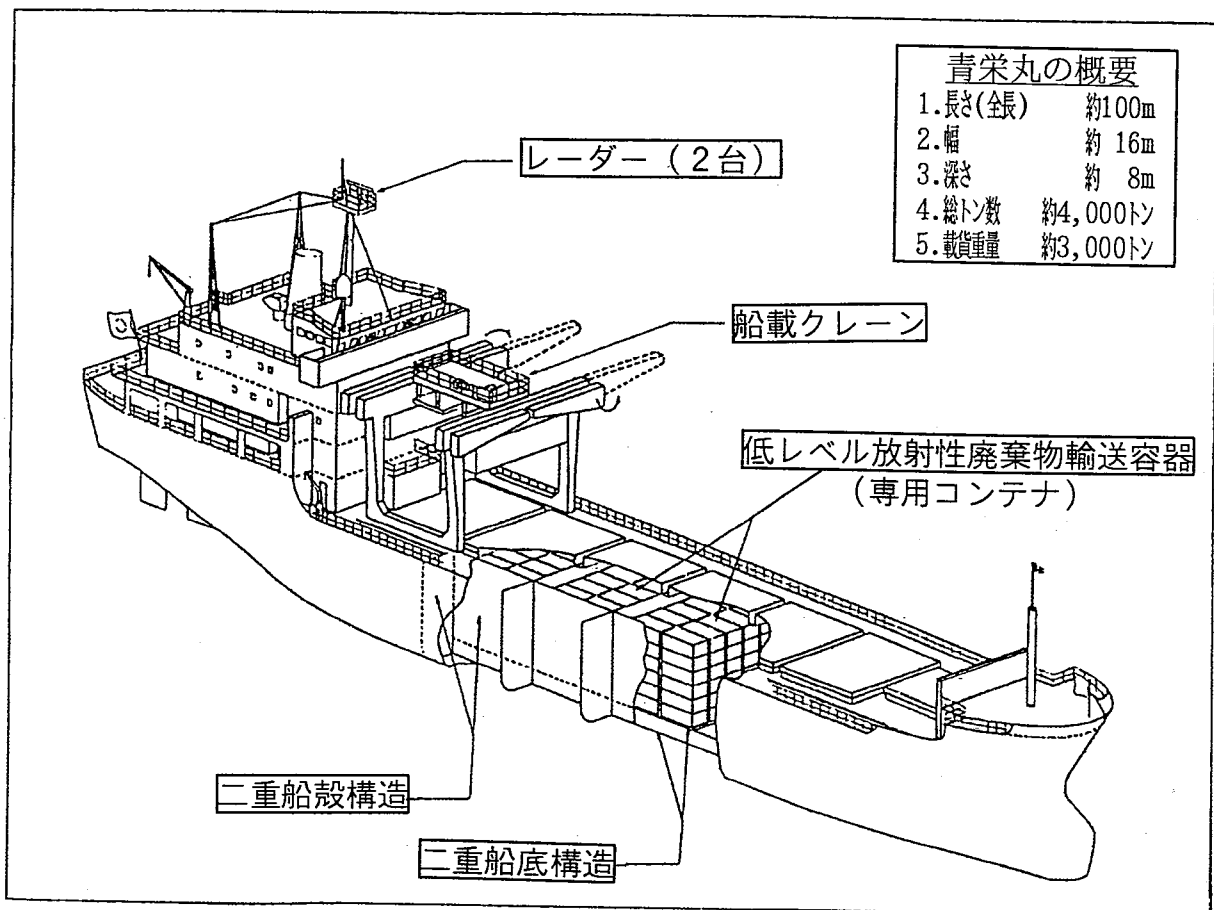 青栄丸の概要
1.長さ(全長) 約100m
2.幅 約 16m
3.深さ 約 8m
4.総トン数 約4,000トン
5.載貨重量 約3,000トン
レーダー（2台）
船載クレーン
低レベル放射性廃棄物輸送容器
（専用コンテナ）
二重船殻構造
二重船底構造